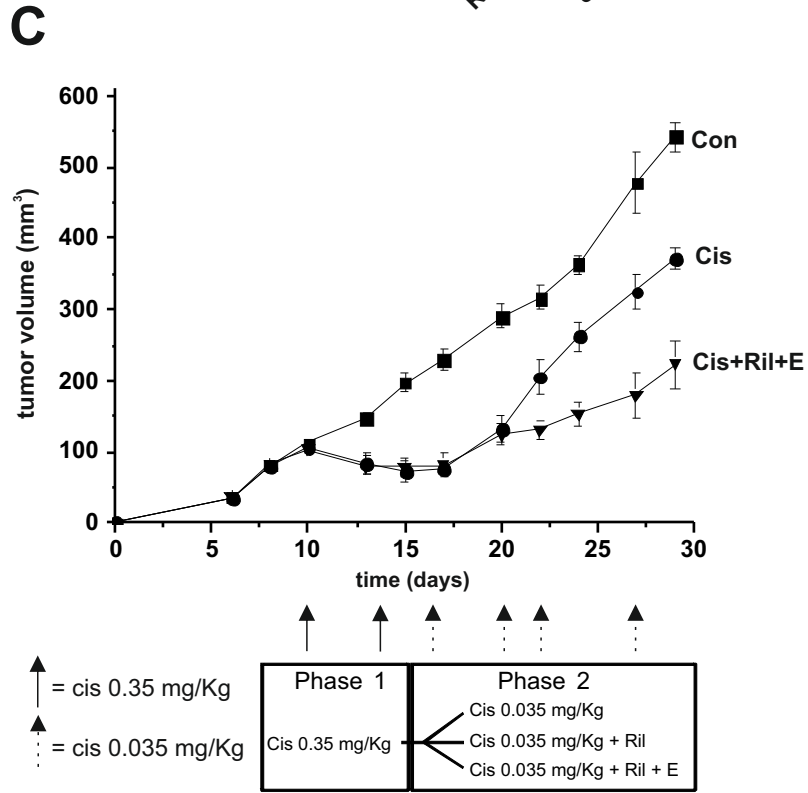 C
600
500
400
300
200
100
0
tumor volume (mm³)
Con
Cis
Cis+Ril+E
0 5 10 15 20 25 30
time (days)
= cis 0.35 mg/Kg
= cis 0.035 mg/Kg
Phase 1
Cis 0.35 mg/Kg
Phase 2
Cis 0.035 mg/Kg
Cis 0.035 mg/Kg + Ril
Cis 0.035 mg/Kg + Ril + E